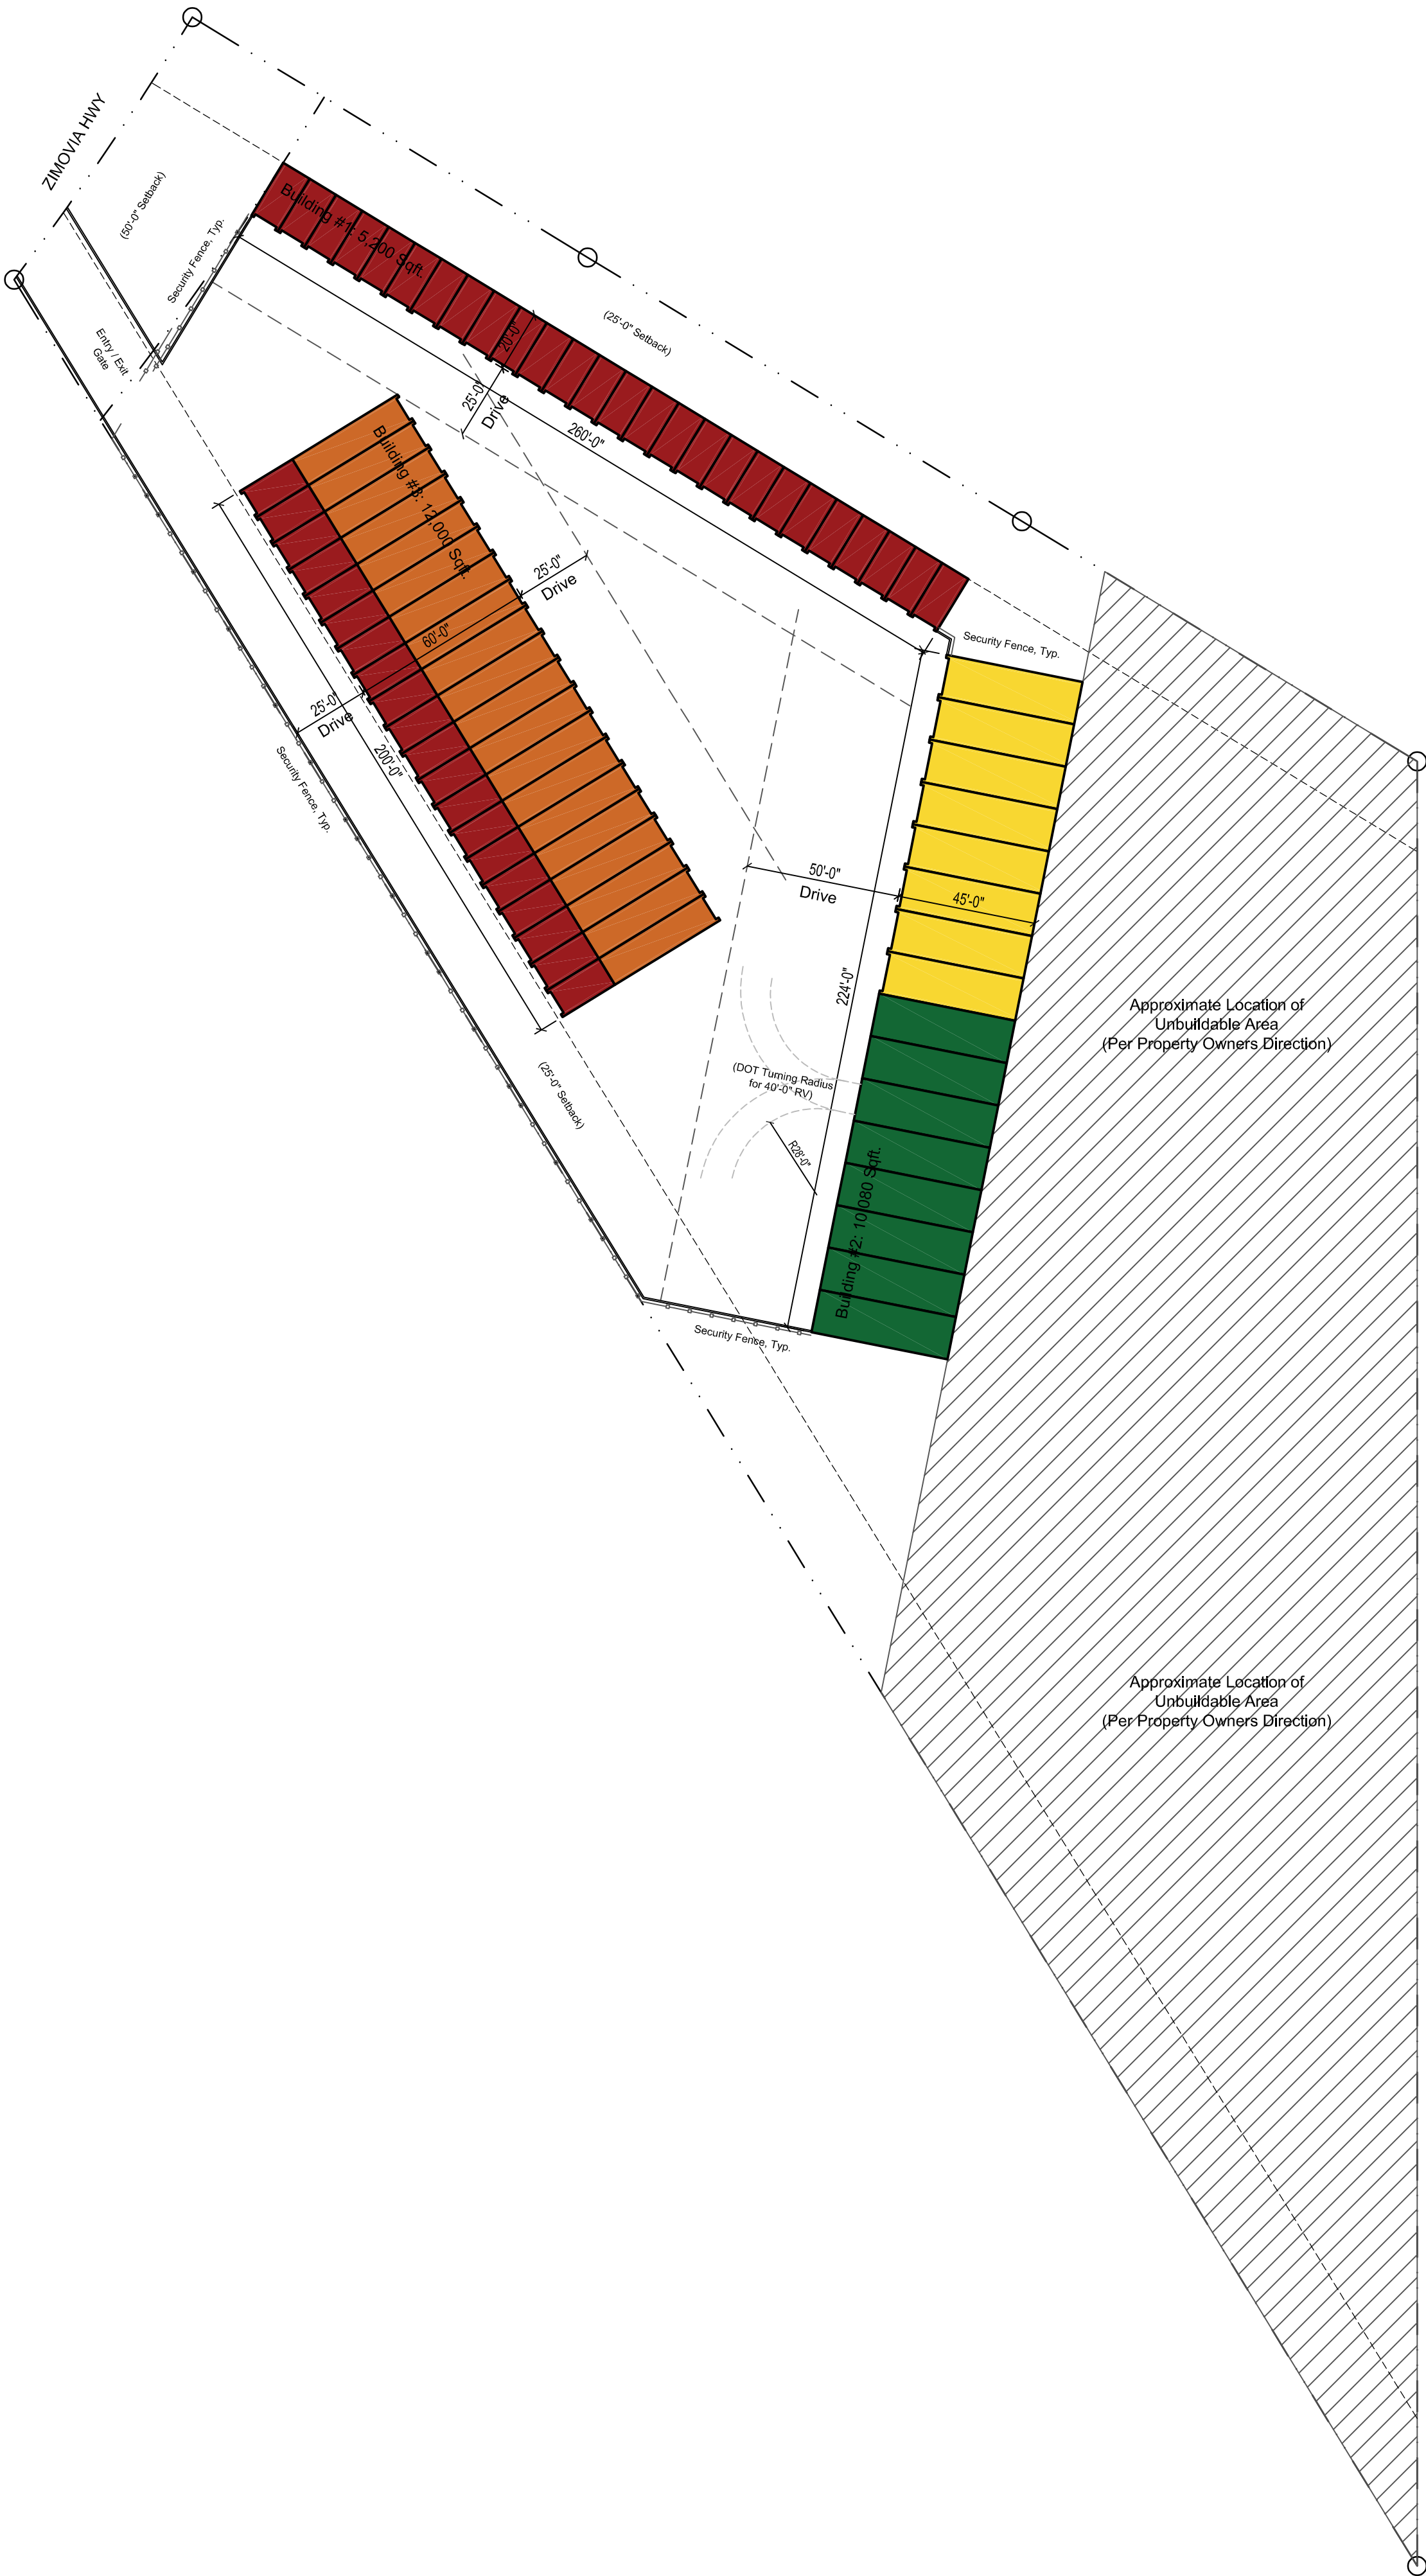 ZIMOVIA HWY
(50'-0" Setback)
Security Fence, Typ.
Entry / Exit
Gate
Building #1: 5,200 Sqft.
(25'-0" Setback)
20'-0"
25'-0"
Drive
260'-0"
Building #3: 12,000 Sqft.
25'-0"
Drive
60'-0"
25'-0"
Drive
200'-0"
Security Fence, Typ.
Security Fence, Typ.
50'-0"
Drive
45'-0"
224'-0"
(25'-0" Setback)
(DOT Turning Radius
for 40'-0" RV)
R28'-0"
Building #2: 10,080 Sqft.
Security Fence, Typ.
Approximate Location of
Unbuildable Area
(Per Property Owners Direction)
Approximate Location of
Unbuildable Area
(Per Property Owners Direction)